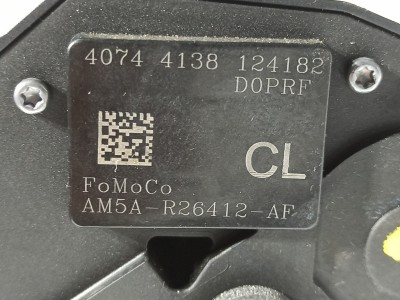 4074 4138 124182
D0PRF
CL
FoMoCo
AM5A-R26412-AF